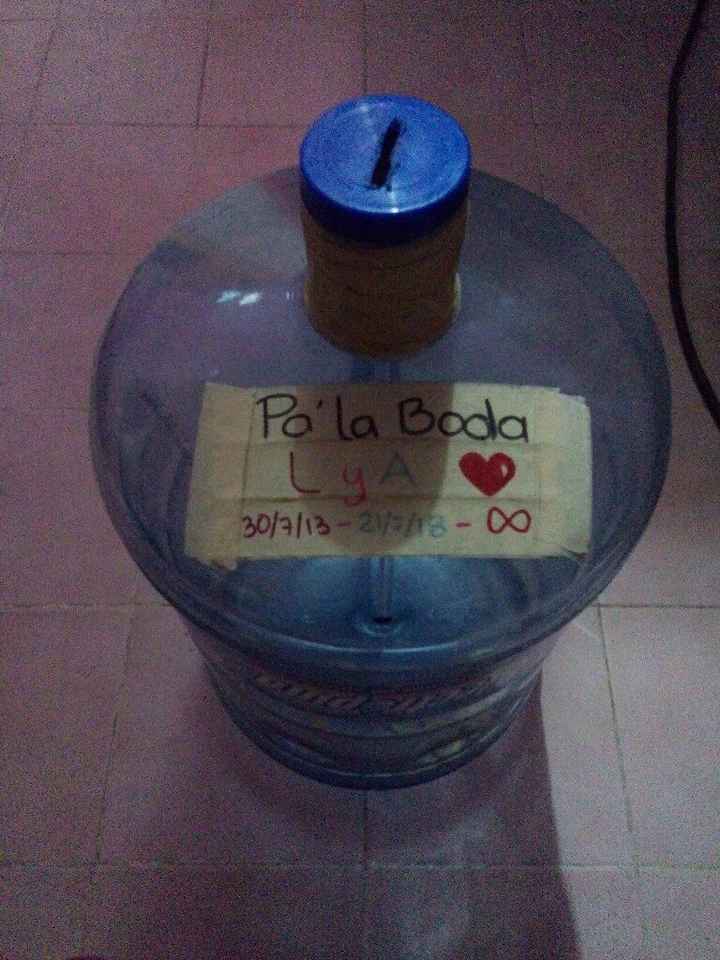 Pa' la Boda
L y A ♥
30/7/13 - 21/7/18 - ∞